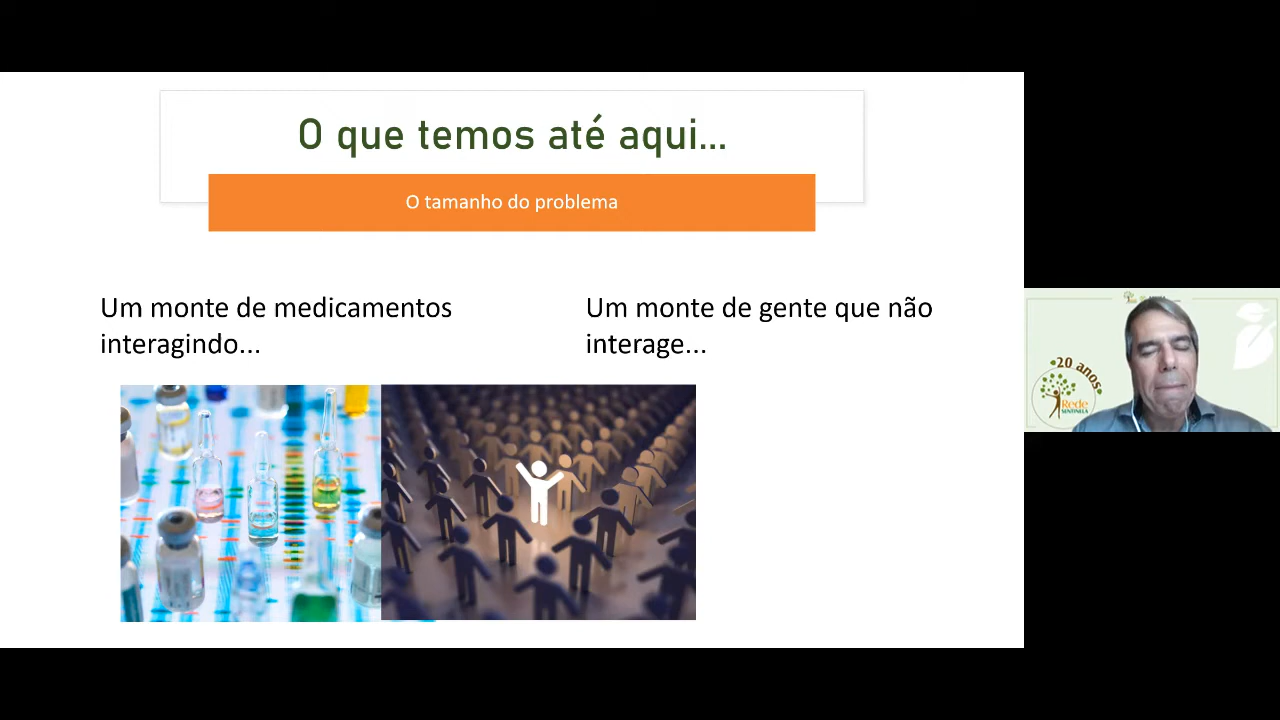 O que temos até aqui...
O tamanho do problema
Um monte de medicamentos
interagindo...
Um monte de gente que não
interage...
20 anos
Rede
SENTINELA